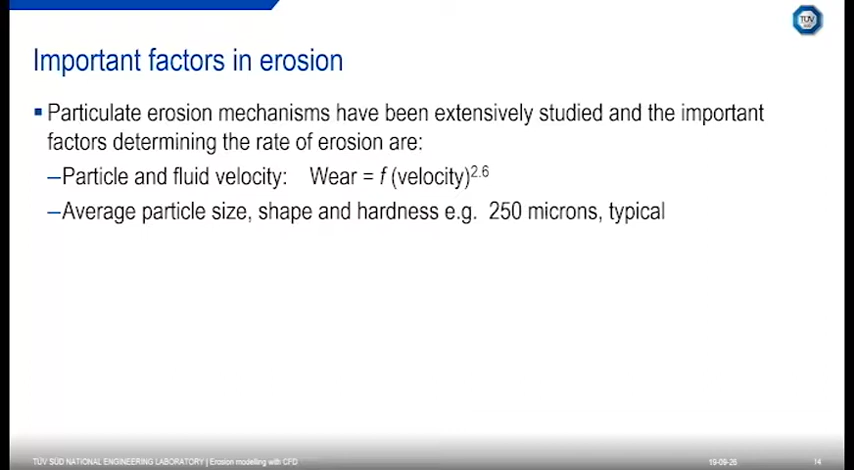 TÜV
Important factors in erosion
▪ Particulate erosion mechanisms have been extensively studied and the important
factors determining the rate of erosion are:
–Particle and fluid velocity: Wear = f (velocity)^2.6
–Average particle size, shape and hardness e.g. 250 microns, typical
TÜV SÜD NATIONAL ENGINEERING LABORATORY | Erosion modelling with CFD
19-09-26
14